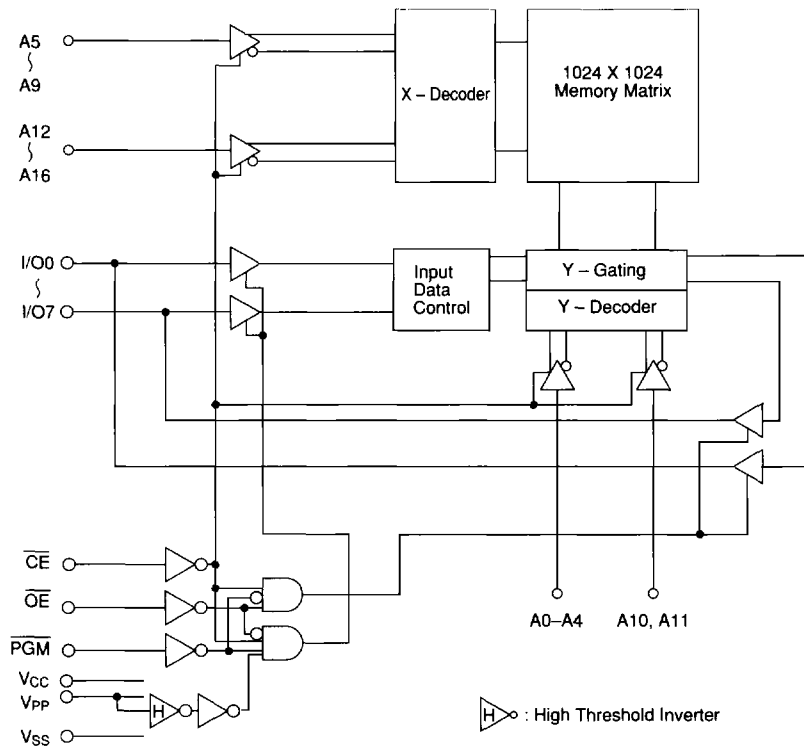 A5
A9
A12
A16
X – Decoder
1024 X 1024
Memory Matrix
I/O0
I/O7
Input
Data
Control
Y – Gating
Y – Decoder
CE
OE
PGM
VCC
VPP
VSS
H
A0–A4
A10, A11
H : High Threshold Inverter